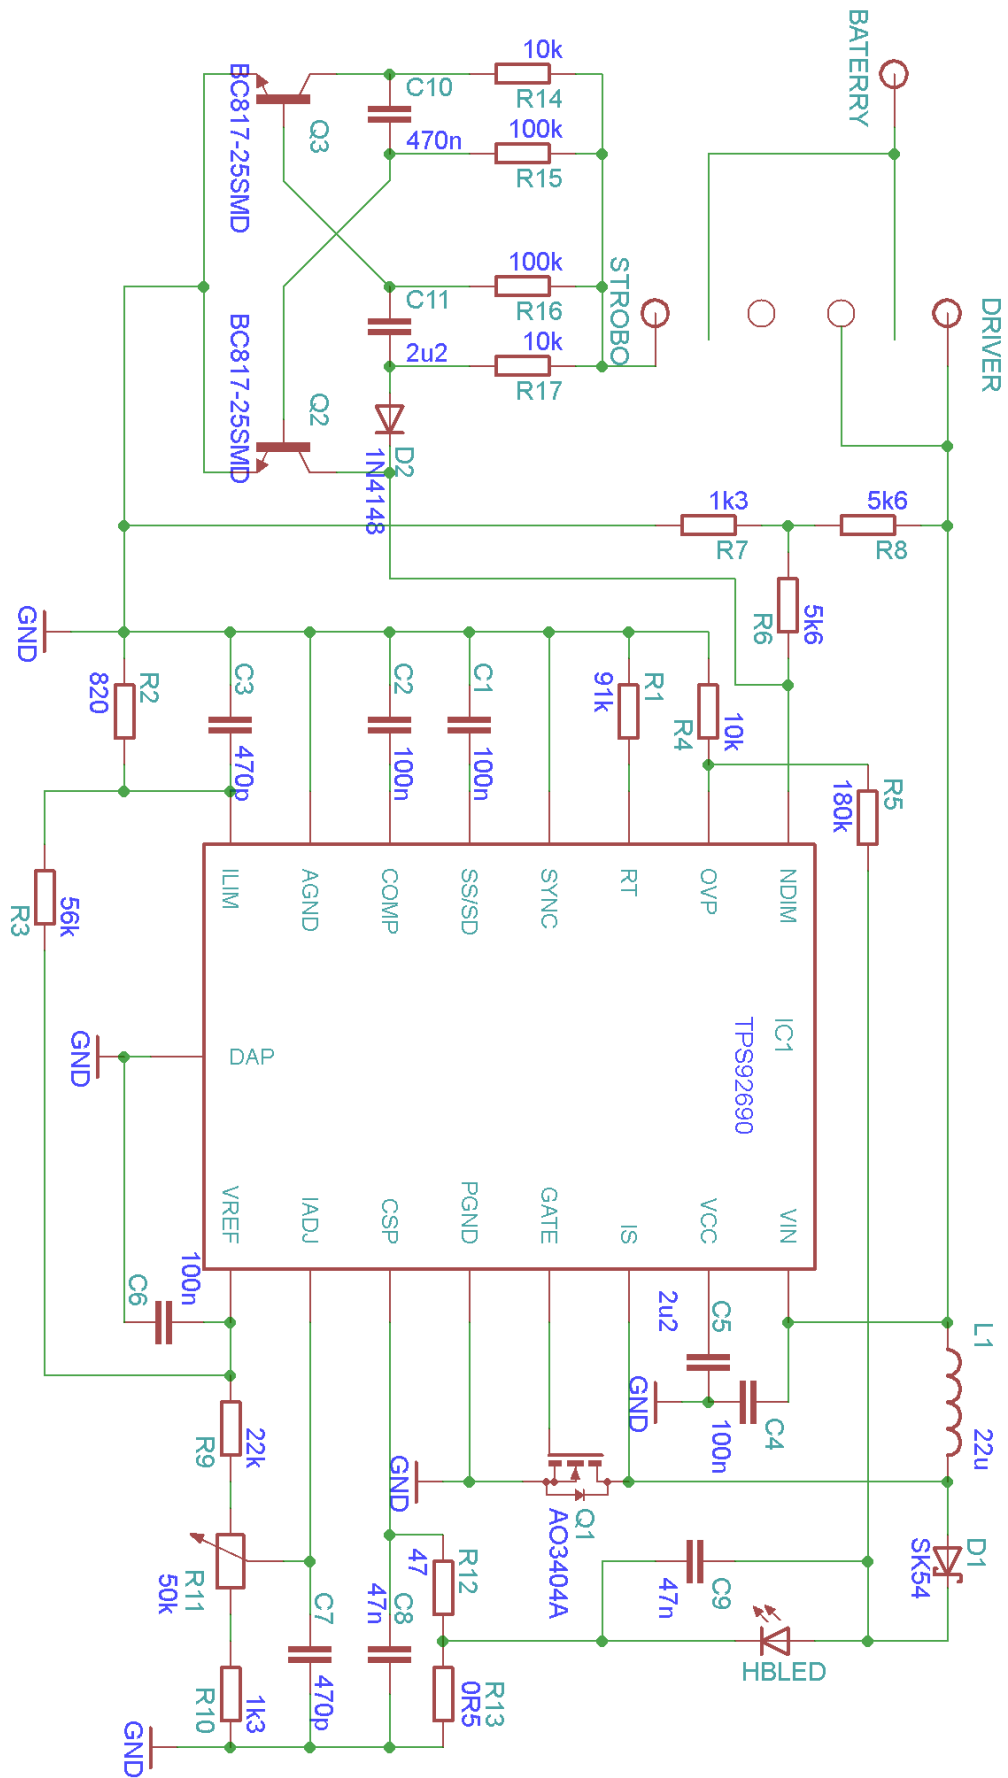 BATERRY
DRIVER
10k
R14
C10
470n
100k
R15
Q3
BC817-25SMD
100k
R16
C11
2u2
10k
R17
STROBO
Q2
BC817-25SMD
D2
1N4148
1k3
R7
5k6
R8
R6
5k6
GND
R2
820
C3
470p
C2
100n
C1
100n
R1
91k
R4
10k
R5
180k
R3
56k
ILIM
AGND
COMP
SS/SD
SYNC
RT
OVP
NDIM
IC1
TPS92690
DAP
GND
VREF
IADJ
CSP
PGND
GATE
IS
VCC
VIN
C6
100n
2u2
C5
GND
C4
100n
L1
22u
R9
22k
GND
Q1
AO3404A
D1
SK54
R11
50k
R12
47
C8
47n
C7
470p
C9
47n
HBLED
R10
1k3
R13
0R5
GND